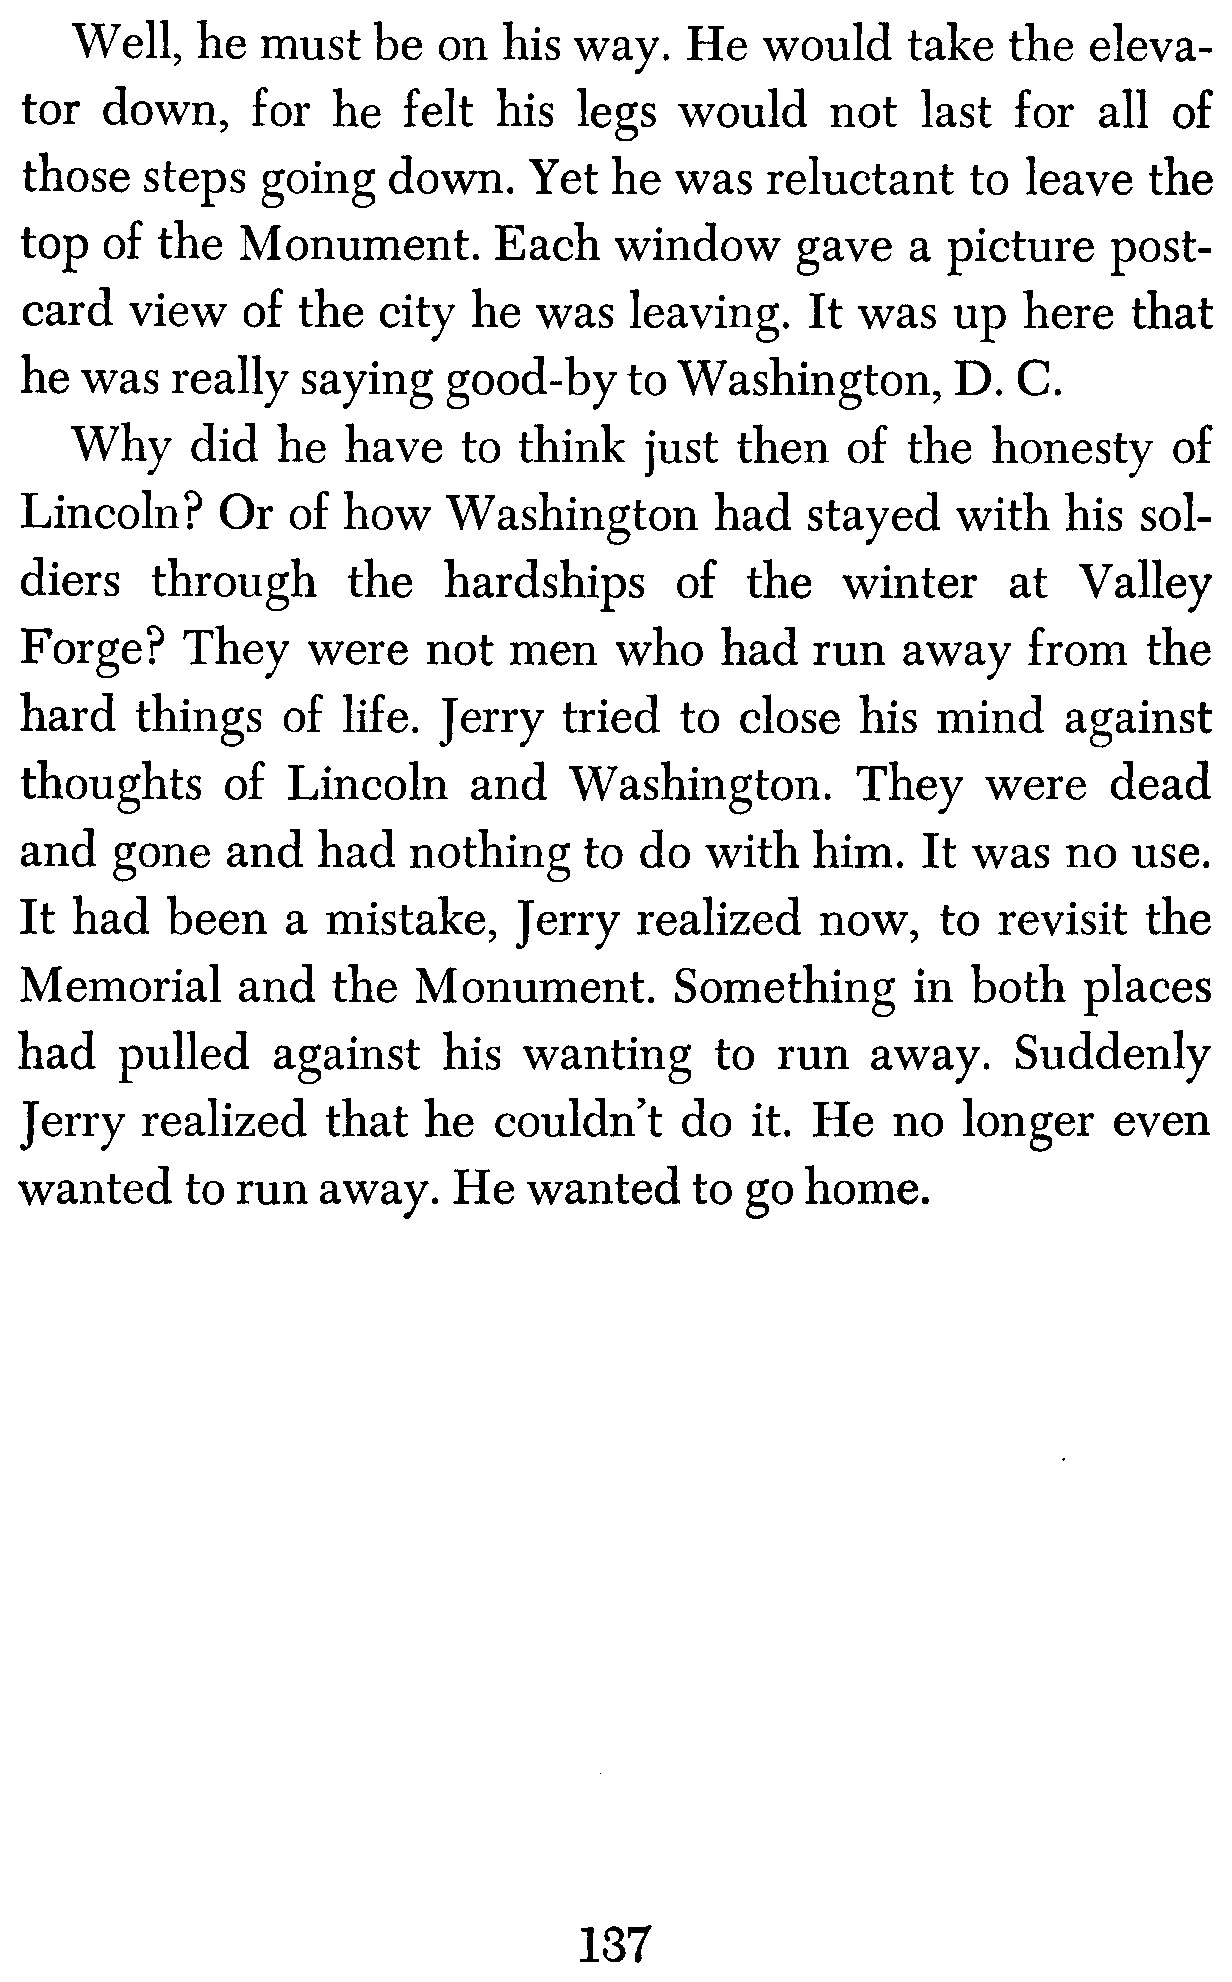 Well, he must be on his way. He would take the eleva-
tor down, for he felt his legs would not last for all of
those steps going down. Yet he was reluctant to leave the
top of the Monument. Each window gave a picture post-
card view of the city he was leaving. It was up here that
he was really saying good-by to Washington, D. C.
Why did he have to think just then of the honesty of
Lincoln? Or of how Washington had stayed with his sol-
diers through the hardships of the winter at Valley
Forge? They were not men who had run away from the
hard things of life. Jerry tried to close his mind against
thoughts of Lincoln and Washington. They were dead
and gone and had nothing to do with him. It was no use.
It had been a mistake, Jerry realized now, to revisit the
Memorial and the Monument. Something in both places
had pulled against his wanting to run away. Suddenly
Jerry realized that he couldn't do it. He no longer even
wanted to run away. He wanted to go home.
137